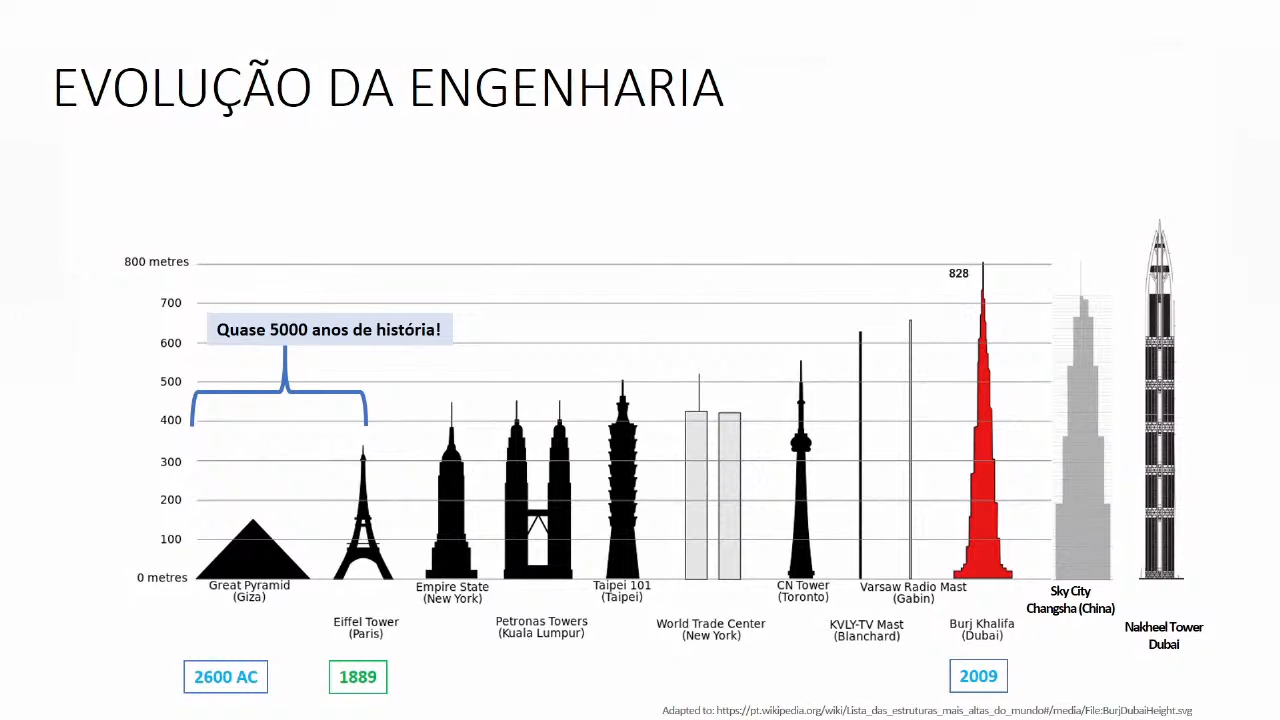 EVOLUÇÃO DA ENGENHARIA
800 metres
828
700
Quase 5000 anos de história!
600
500
400
300
200
100
0 metres
Great Pyramid
(Giza)
Eiffel Tower
(Paris)
Empire State
(New York)
Petronas Towers
(Kuala Lumpur)
Taipei 101
(Taipei)
World Trade Center
(New York)
CN Tower
(Toronto)
KVLY-TV Mast
(Blanchard)
Varsaw Radio Mast
(Gabin)
Burj Khalifa
(Dubai)
Sky City
Changsha (China)
Nakheel Tower
Dubai
2600 AC
1889
2009
Adapted to: https://pt.wikipedia.org/wiki/Lista_das_estruturas_mais_altas_do_mundo#/media/File:BurjDubaiHeight.svg